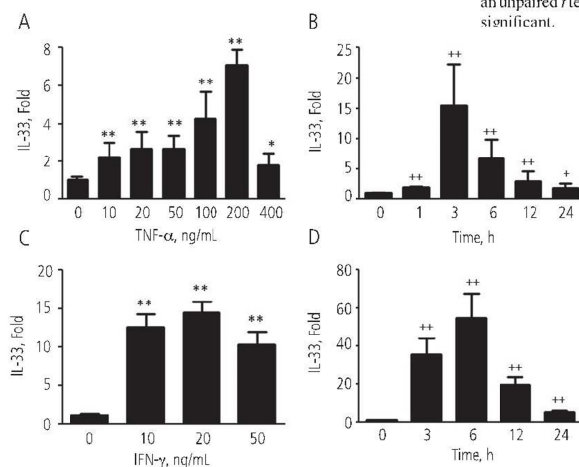 an unpaired t te
significant.
A
IL-33, Fold
8
6
4
2
0
**
**
**
**
**
*
0 10 20 50 100 200 400
TNF-α, ng/mL
B
IL-33, Fold
25
20
15
10
5
0
++
++
++
++
+
0 1 3 6 12 24
Time, h
C
IL-33, Fold
20
15
10
5
0
**
**
**
0 10 20 50
IFN-γ, ng/mL
D
IL-33, Fold
80
60
40
20
0
++
++
++
++
0 3 6 12 24
Time, h